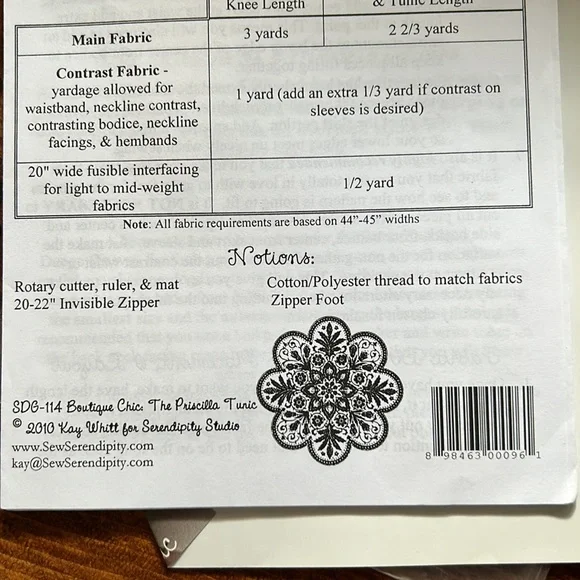 Knee Length & Tunic Length
Main Fabric 3 yards 2 2/3 yards
Contrast Fabric -
yardage allowed for
waistband, neckline contrast,
contrasting bodice, neckline
facings, & hembands
1 yard (add an extra 1/3 yard if contrast on
sleeves is desired)
20" wide fusible interfacing
for light to mid-weight
fabrics
1/2 yard
Note: All fabric requirements are based on 44”-45” widths
Notions:
Rotary cutter, ruler, & mat
20-22" Invisible Zipper
Cotton/Polyester thread to match fabrics
Zipper Foot
SDG-114 Boutique Chic: The Priscilla Tunic
© 2010 Kay Whitt for Serendipity Studio
www.SewSerendipity.com
kay@SewSerendipity.com
8 98463 00096 1